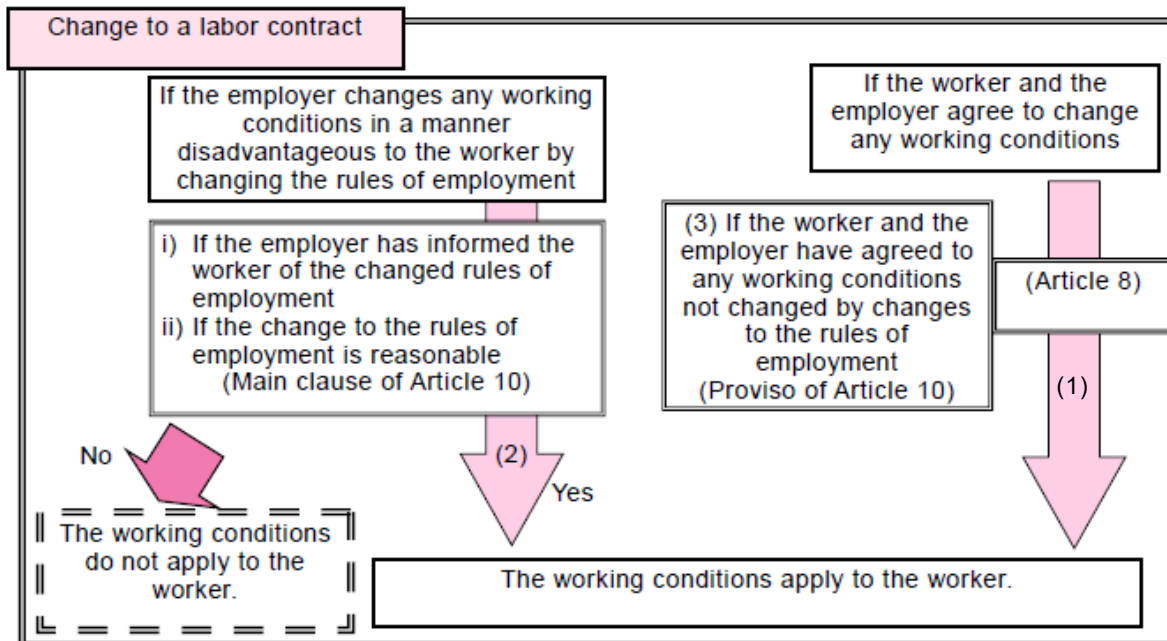 Change to a labor contract
If the employer changes any working
conditions in a manner
disadvantageous to the worker by
changing the rules of employment
If the worker and the
employer agree to change
any working conditions
i) If the employer has informed the
worker of the changed rules of
employment
ii) If the change to the rules of
employment is reasonable
(Main clause of Article 10)
(3) If the worker and the
employer have agreed to
any working conditions
not changed by changes
to the rules of
employment
(Proviso of Article 10)
(Article 8)
(1)
No
(2)
Yes
The working conditions
do not apply to the
worker.
The working conditions apply to the worker.